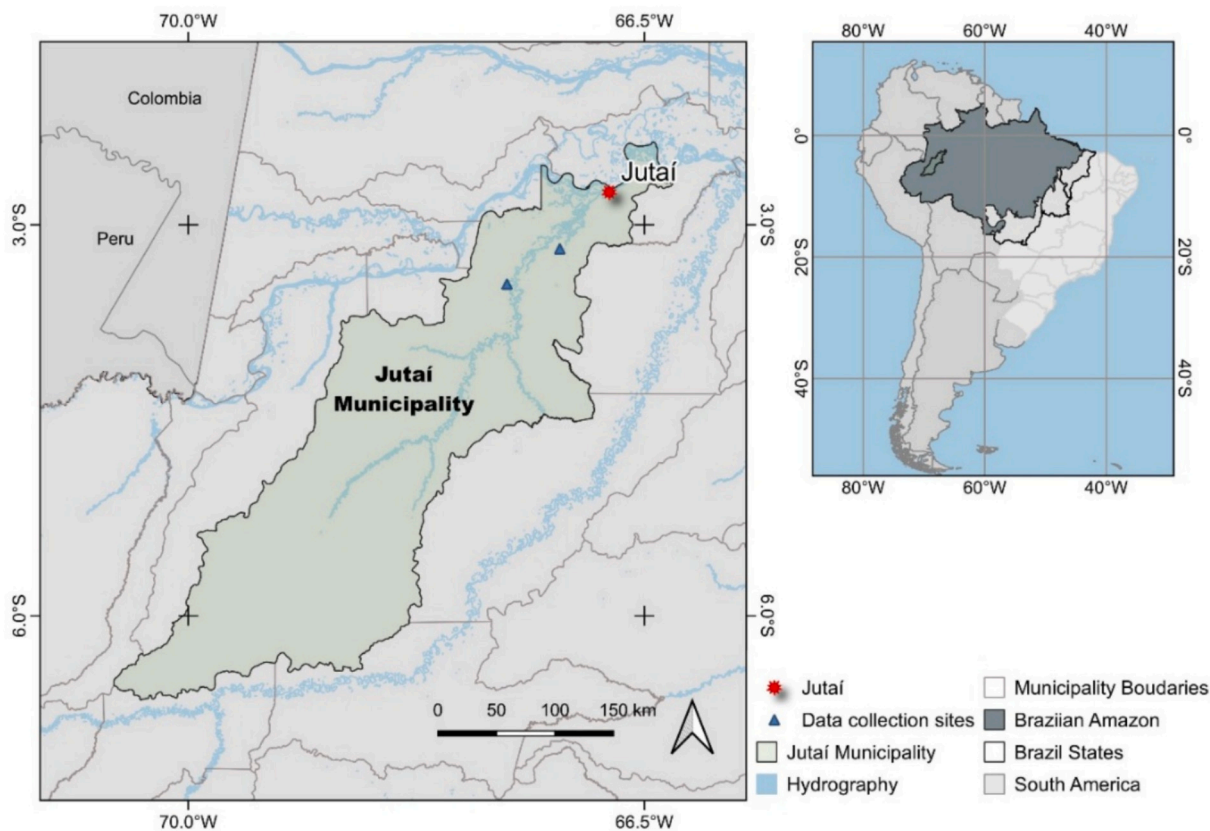 70.0°W
66.5°W
Colombia
Peru
Jutaí
3.0°S
3.0°S
Jutaí
Municipality
6.0°S
6.0°S
0 50 100 150 km
70.0°W
66.5°W
80°W 60°W 40°W
0°
0°
20°S
20°S
40°S
40°S
80°W 60°W 40°W
Jutaí
Data collection sites
Jutaí Municipality
Hydrography
Municipality Boudaries
Braziian Amazon
Brazil States
South America